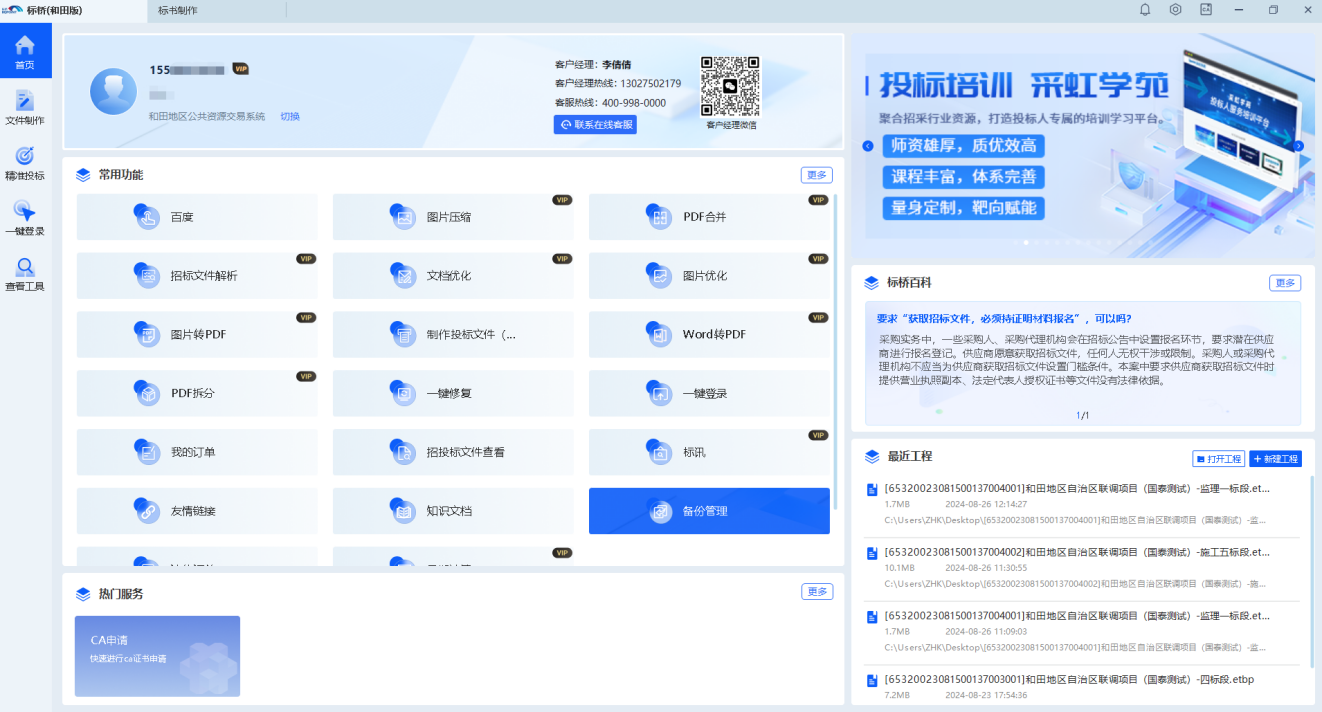 标桥(和田版)
标书制作
首页
文件制作
精准投标
一键登录
查看工具
155
VIP
和田地区公共资源交易系统 切换
客户经理：李倩倩
客户经理热线：13027502179
客服热线：400-998-0000
联系在线客服
客户经理微信
常用功能
更多
百度
图片压缩
VIP
PDF合并
VIP
招标文件解析
VIP
文档优化
VIP
图片优化
VIP
图片转PDF
VIP
制作投标文件（...
Word转PDF
VIP
PDF拆分
VIP
一键修复
一键登录
我的订单
招投标文件查看
标讯
VIP
友情链接
知识文档
备份管理
VIP
热门服务
更多
CA申请
快速进行ca证书申请
投标培训 采虹学苑
聚合招采行业资源，打造投标人专属的培训学习平台。
师资雄厚，质优效高
课程丰富，体系完善
量身定制，靶向赋能
采虹学苑
投标人服务培训平台
标桥百科
更多
要求“获取招标文件，必须持证明材料报名”，可以吗?
采购实务中，一些采购人、采购代理机构会在招标公告中设置报名环节，要求潜在供应
商进行报名登记。供应商愿意获取招标文件，任何人无权干涉或限制。采购人或采购代
理机构不应当为供应商获取招标文件设置门槛条件。本案中要求供应商获取招标文件时
提供营业执照副本、法定代表人授权证书等文件没有法律依据。
1/1
最近工程
打开工程
+ 新建工程
[6532002308150013700​4001]和田地区自治区联调项目（国泰测试）-监理一标段.et...
1.7MB 2024-08-26 12:14:27
C:\Users\ZHK\Desktop\[65320023081500137004001]和田地区自治区联调项目（国泰测试）-监...
[65320023081500137004002]和田地区自治区联调项目（国泰测试）-施工五标段.et...
10.1MB 2024-08-26 11:30:55
C:\Users\ZHK\Desktop\[65320023081500137004002]和田地区自治区联调项目（国泰测试）-施...
[65320023081500137004001]和田地区自治区联调项目（国泰测试）-监理一标段.et...
1.7MB 2024-08-26 11:09:03
C:\Users\ZHK\Desktop\[65320023081500137004001]和田地区自治区联调项目（国泰测试）-监...
[65320023081500137003001]和田地区自治区联调项目（国泰测试）-四标段.etbp
7.2MB 2024-08-23 17:54:36